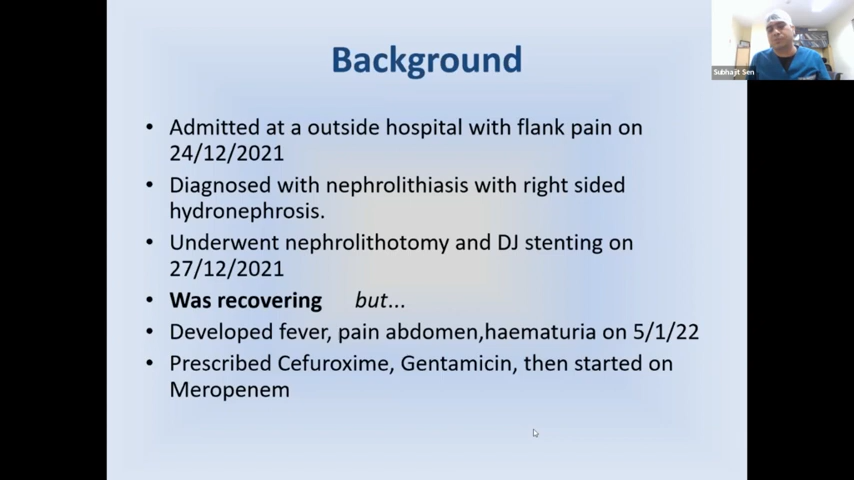 Background
Subhajit Sen
• Admitted at a outside hospital with flank pain on
24/12/2021
• Diagnosed with nephrolithiasis with right sided
hydronephrosis.
• Underwent nephrolithotomy and DJ stenting on
27/12/2021
• Was recovering but...
• Developed fever, pain abdomen,haematuria on 5/1/22
• Prescribed Cefuroxime, Gentamicin, then started on
Meropenem